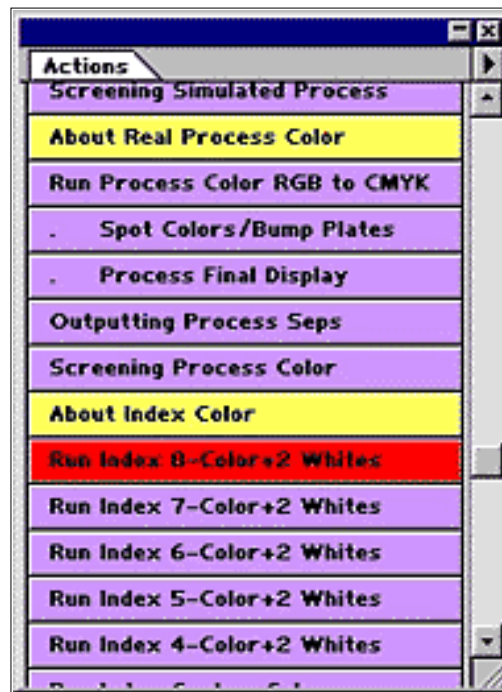 Actions
Screening Simulated Process
About Real Process Color
Run Process Color RGB to CMYK
. Spot Colors/Bump Plates
. Process Final Display
Outputting Process Seps
Screening Process Color
About Index Color
Run Index 8-Color+2 Whites
Run Index 7-Color+2 Whites
Run Index 6-Color+2 Whites
Run Index 5-Color+2 Whites
Run Index 4-Color+2 Whites